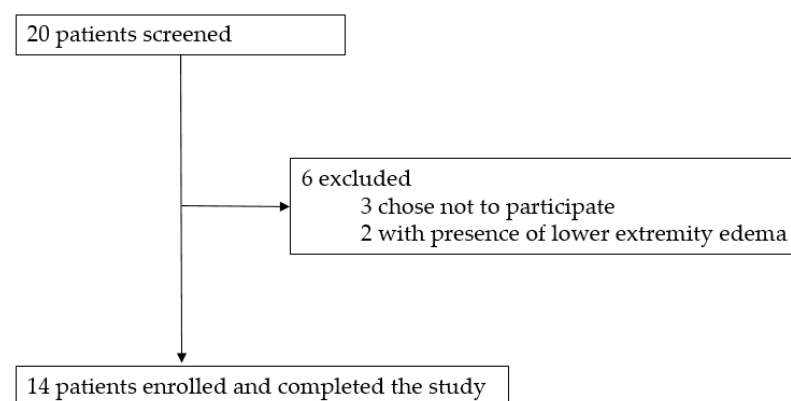 20 patients screened
6 excluded
3 chose not to participate
2 with presence of lower extremity edema
14 patients enrolled and completed the study